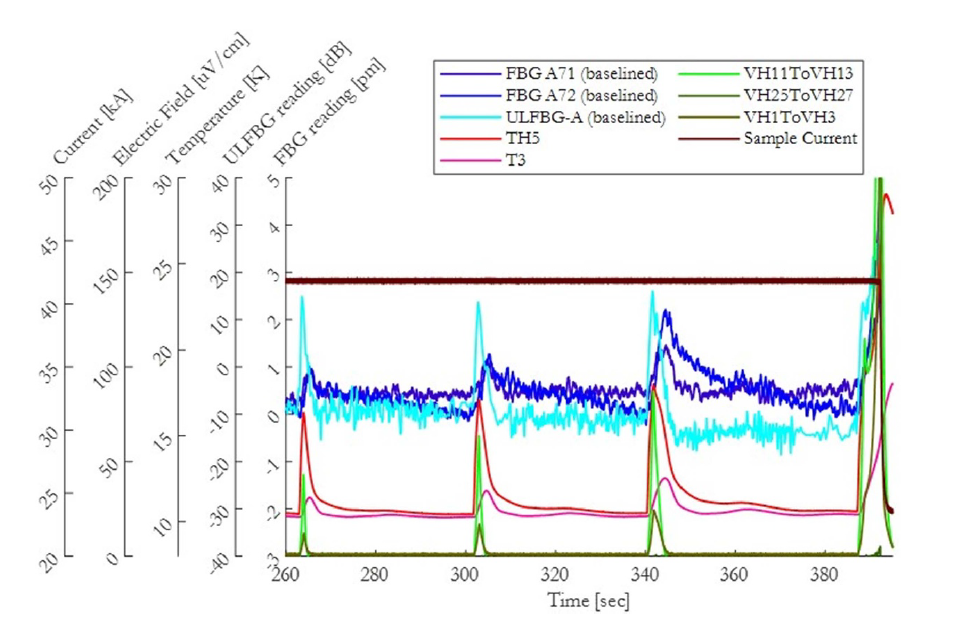 Current [kA]
Electric Field [uV/cm]
Temperature [K]
ULFBG reading [dB]
FBG reading [pm]
FBG A71 (baselined)
FBG A72 (baselined)
ULFBG-A (baselined)
TH5
T3
VH11ToVH13
VH25ToVH27
VH1ToVH3
Sample Current
50
45
40
35
30
25
20
200
150
100
50
0
30
25
20
15
10
40
30
20
10
0
-10
-20
-30
-40
5
4
3
2
1
0
1
2
3
260
280
300
320
340
360
380
Time [sec]